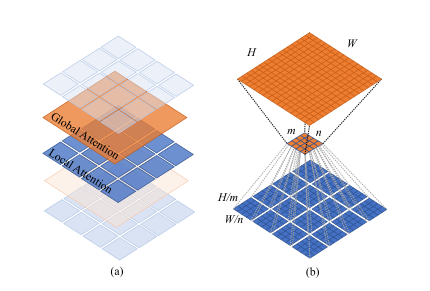 Global Attention
Local Attention
(a)
H
W
m
n
H/m
W/n
(b)